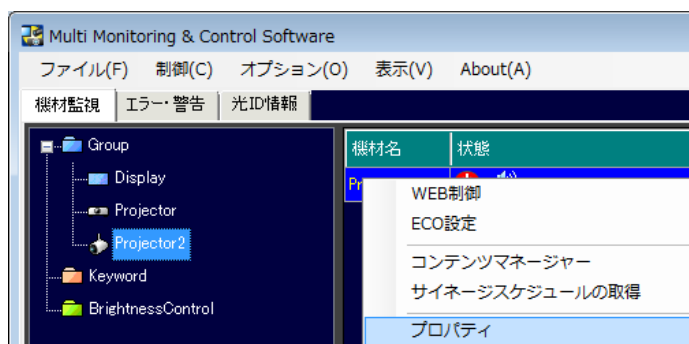 Multi Monitoring & Control Software
ファイル(F) 制御(C) オプション(O) 表示(V) About(A)
機材監視 エラー・警告 光ID情報
Group
Display
Projector
Projector2
Keyword
BrightnessControl
機材名 状態
WEB制御
ECO設定
コンテンツマネージャー
サイネージスケジュールの取得
プロパティ